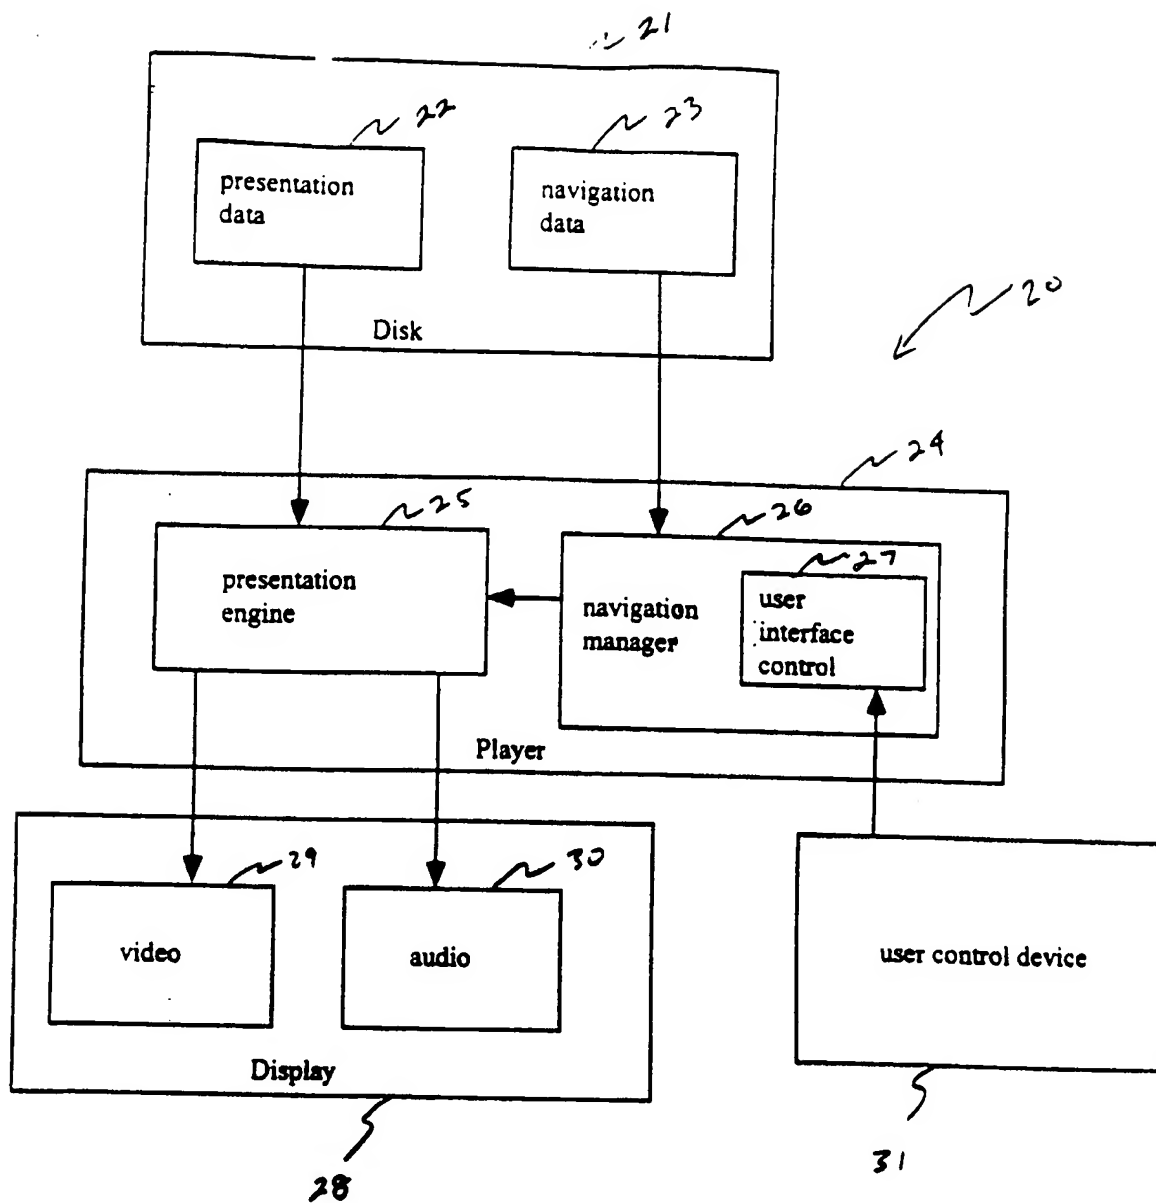 21
22
23
presentation
data
navigation
data
20
Disk
24
25
26
27
presentation
engine
navigation
manager
user
interface
control
Player
29
30
video
audio
user control device
Display
28
31